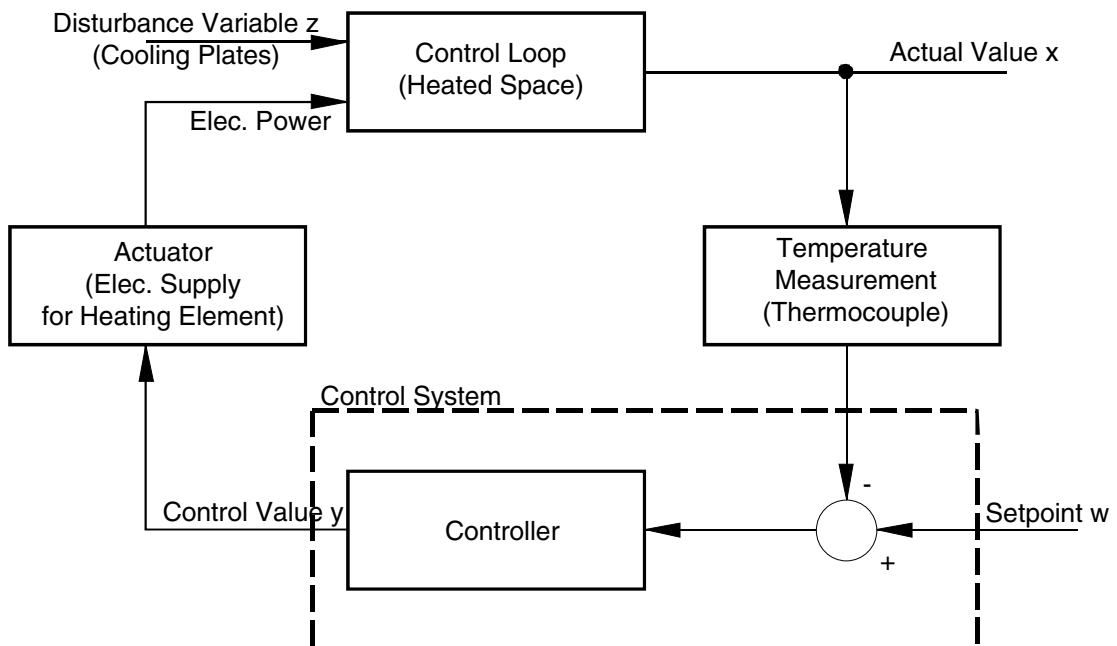 Disturbance Variable z
(Cooling Plates)
Control Loop
(Heated Space)
Actual Value x
Elec. Power
Actuator
(Elec. Supply
for Heating Element)
Temperature
Measurement
(Thermocouple)
Control System
-
Control Value y
Controller
Setpoint w
+